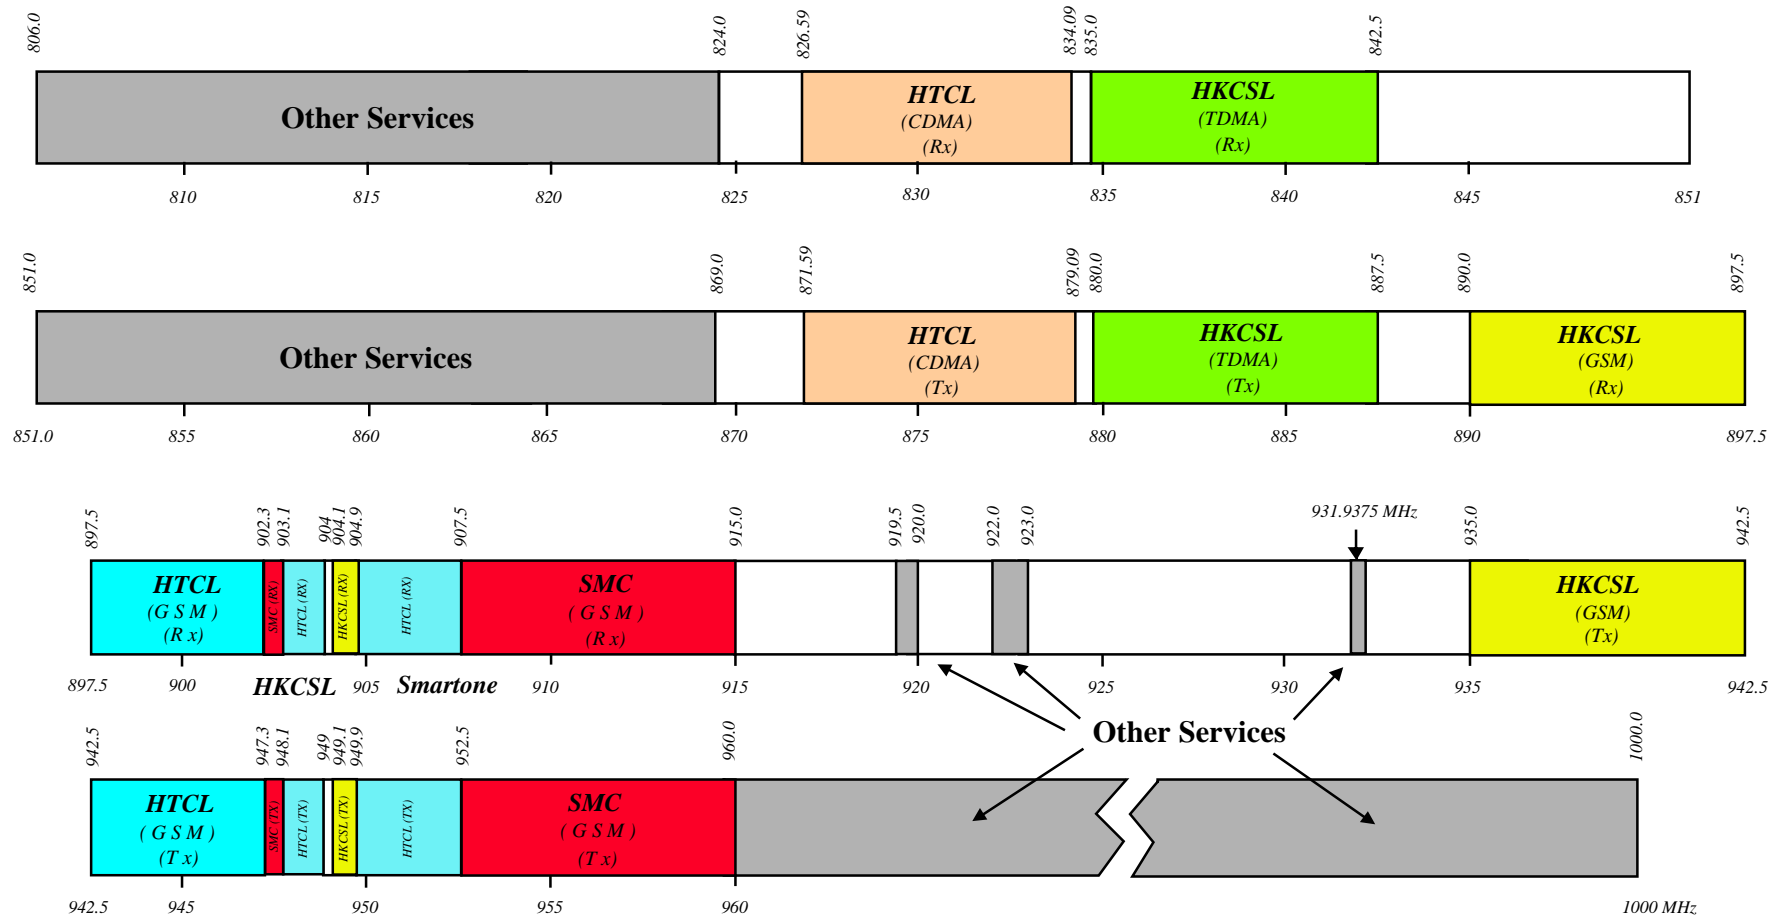 806.0
824.0
826.59
834.09
835.0
842.5
Other Services
HTCL
(CDMA)
(Rx)
HKCSL
(TDMA)
(Rx)
810
815
820
825
830
835
840
845
851
851.0
869.0
871.59
879.09
880.0
887.5
890.0
897.5
Other Services
HTCL
(CDMA)
(Tx)
HKCSL
(TDMA)
(Tx)
HKCSL
(GSM)
(Rx)
851.0
855
860
865
870
875
880
885
890
897.5
897.5
902.3
903.1
904
904.1
904.9
907.5
915.0
919.5
920.0
922.0
923.0
931.9375 MHz
935.0
942.5
HTCL
(G S M)
(R x)
SMC (RX)
HTCL (RX)
HKCSL (RX)
HTCL (RX)
SMC
( G S M )
(R x)
HKCSL
(GSM)
(Tx)
897.5
900
HKCSL
905
Smartone
910
915
920
925
930
935
942.5
Other Services
942.5
947.3
948.1
949
949.1
949.9
952.5
960.0
1000.0
HTCL
( G S M )
(T x)
SMC (TX)
HTCL (TX)
HKCSL (TX)
HTCL (TX)
SMC
( G S M )
(T x)
942.5
945
950
955
960
1000 MHz